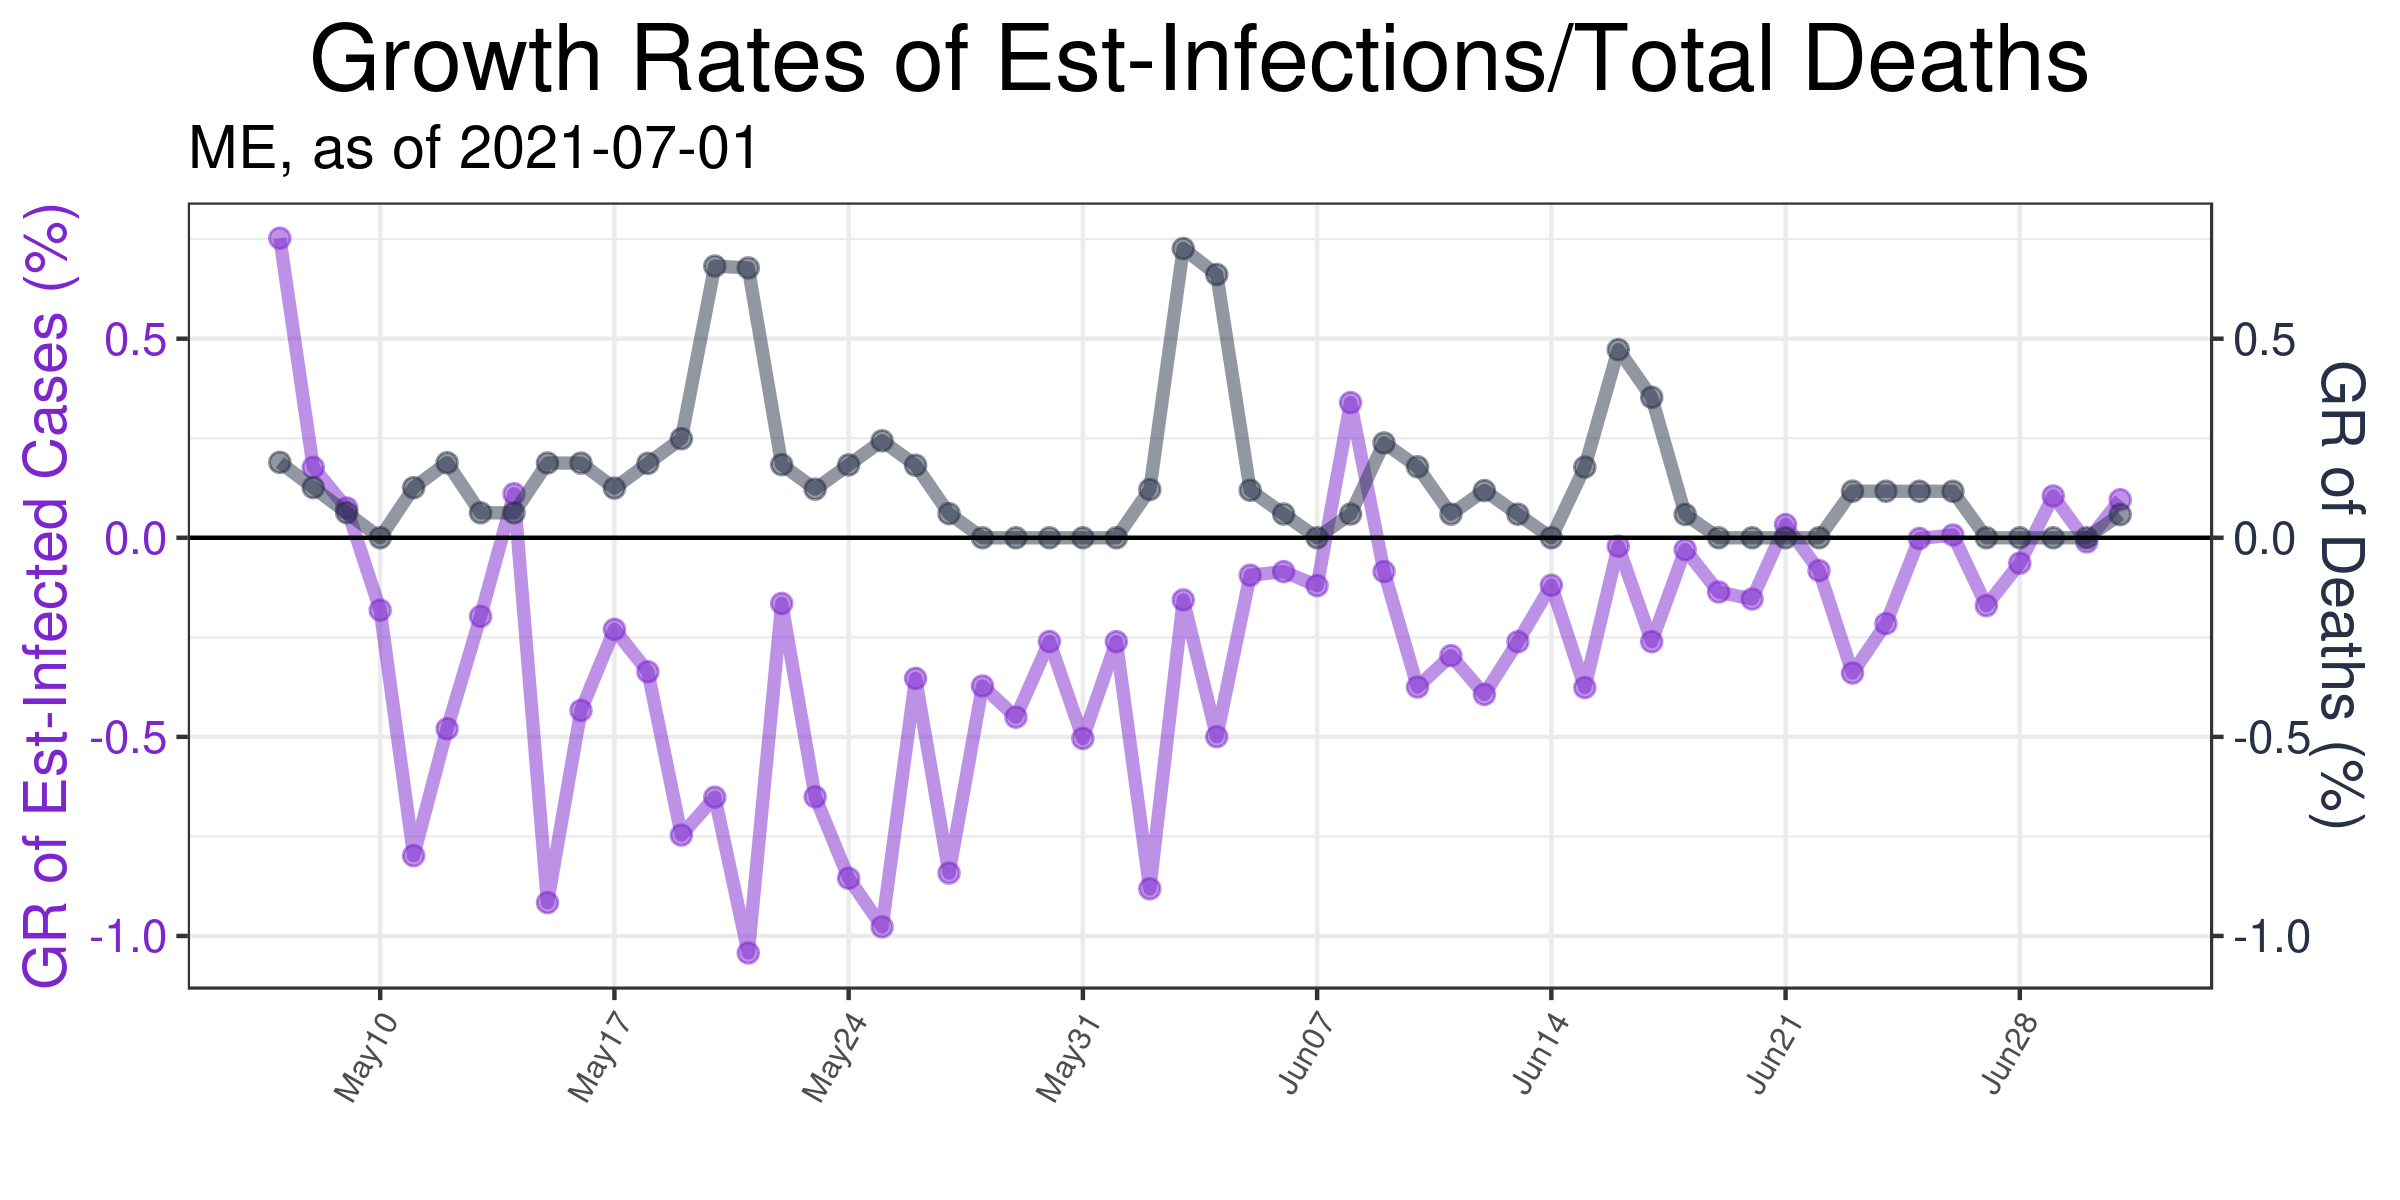 Growth Rates of Est-Infections/Total Deaths
ME, as of 2021-07-01
GR of Est-Infected Cases (%)
0.5
0.0
-0.5
-1.0
0.5
0.0
-0.5
-1.0
GR of Deaths (%)
May10
May17
May24
May31
Jun07
Jun14
Jun21
Jun28